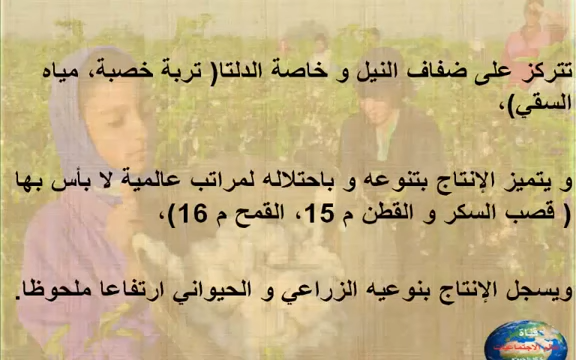 تتركز على ضفاف النيل و خاصة الدلتا( تربة خصبة، مياه
السقي)،
و يتميز الإنتاج بتنوعه و باحتلاله لمراتب عالمية لا بأس بها
( قصب السكر و القطن م 15، القمح م 16)،
ويسجل الإنتاج بنوعيه الزراعي و الحيواني ارتفاعا ملحوظا.
قناة